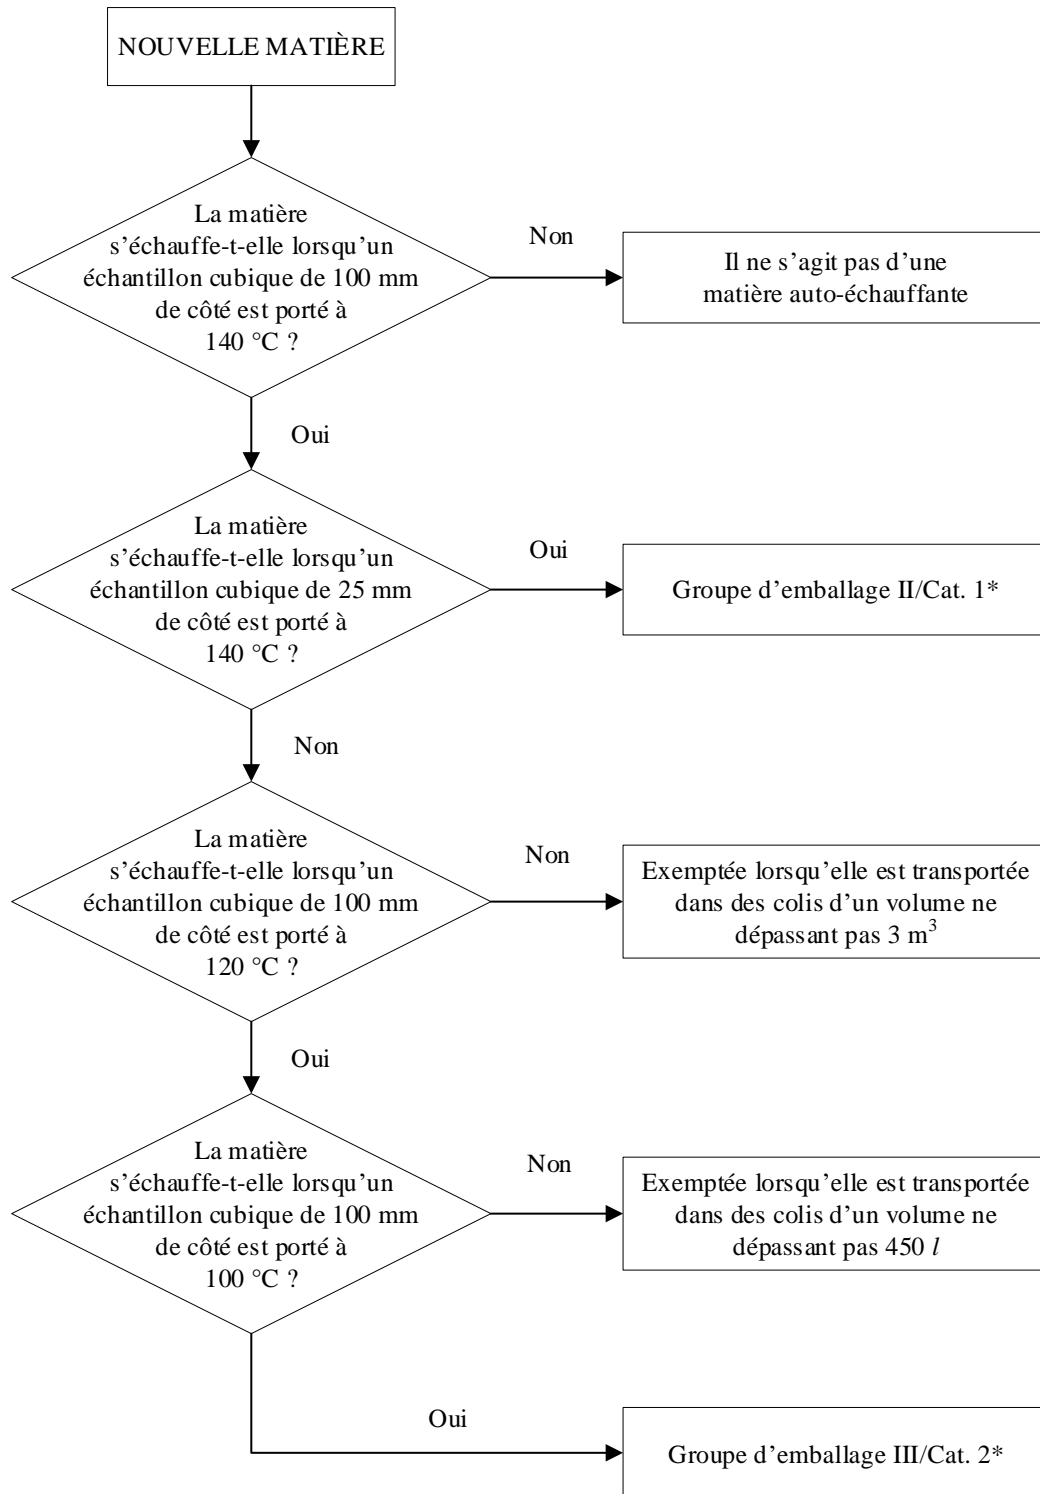 NOUVELLE MATIÈRE
La matière
s’échauffe-t-elle lorsqu’un
échantillon cubique de 100 mm
de côté est porté à
140 °C ?
Non
Il ne s’agit pas d’une
matière auto-échauffante
Oui
La matière
s’échauffe-t-elle lorsqu’un
échantillon cubique de 25 mm
de côté est porté à
140 °C ?
Oui
Groupe d’emballage II/Cat. 1*
Non
La matière
s’échauffe-t-elle lorsqu’un
échantillon cubique de 100 mm
de côté est porté à
120 °C ?
Non
Exemptée lorsqu’elle est transportée
dans des colis d’un volume ne
dépassant pas 3 m³
Oui
La matière
s’échauffe-t-elle lorsqu’un
échantillon cubique de 100 mm
de côté est porté à
100 °C ?
Non
Exemptée lorsqu’elle est transportée
dans des colis d’un volume ne
dépassant pas 450 l
Oui
Groupe d’emballage III/Cat. 2*